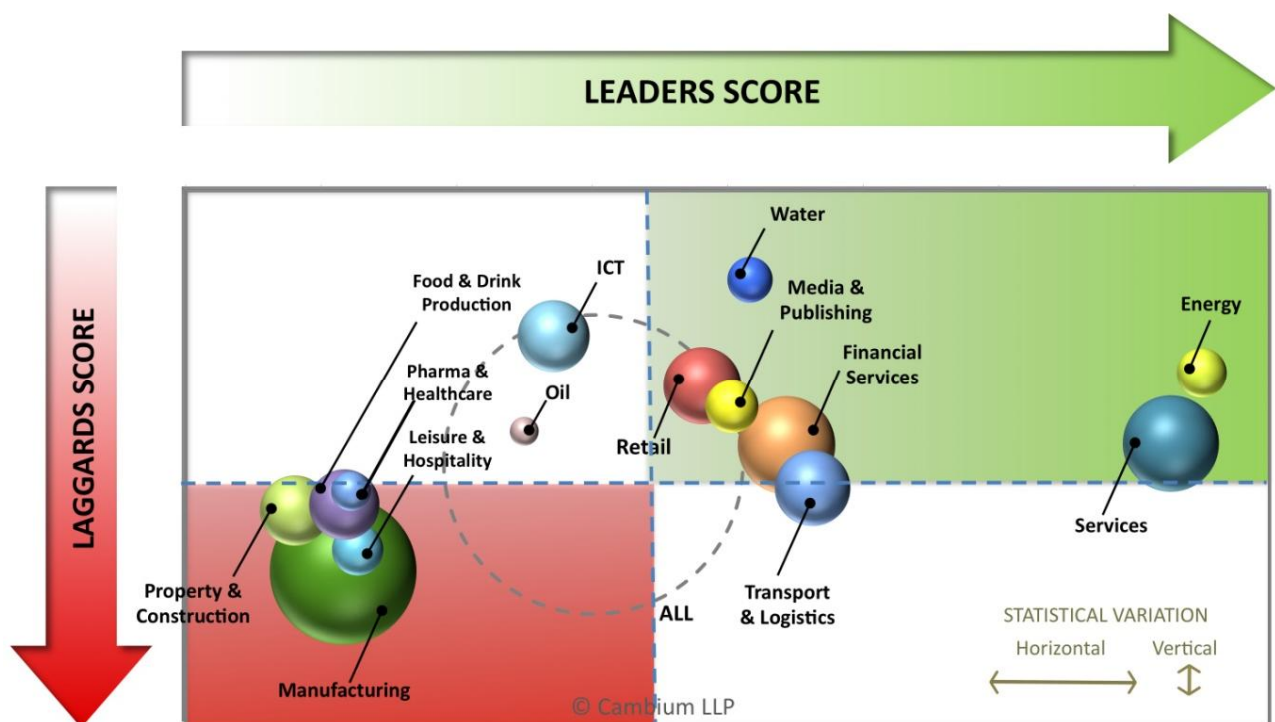 LEADERS SCORE
LAGGARDS SCORE
Water
ICT
Food & Drink
Production
Media &
Publishing
Energy
Pharma &
Healthcare
Financial
Services
Oil
Leisure &
Hospitality
Retail
Services
Property &
Construction
Transport
& Logistics
ALL
STATISTICAL VARIATION
Horizontal
Vertical
Manufacturing
© Cambium LLP